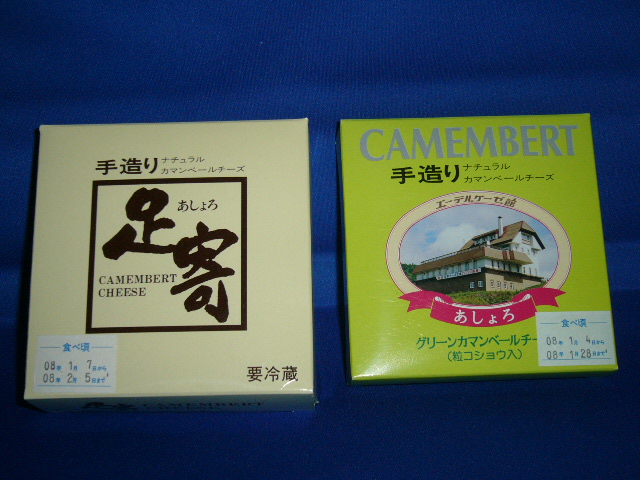 手造り ナチュラル
カマンベールチーズ
足寄
あしょろ
CAMEMBERT
CHEESE
食べ頃
08年 1月 7日から
08年 2月 5日まで
要冷蔵
足寄 CAMEMBERT
CAMEMBERT
手造り ナチュラル
カマンベールチーズ
エーデルケーゼ館
あしょろ
グリーンカマンベールチー
(粒コショウ入)
食べ頃
08年 1月 4日から
08年 1月28日まで